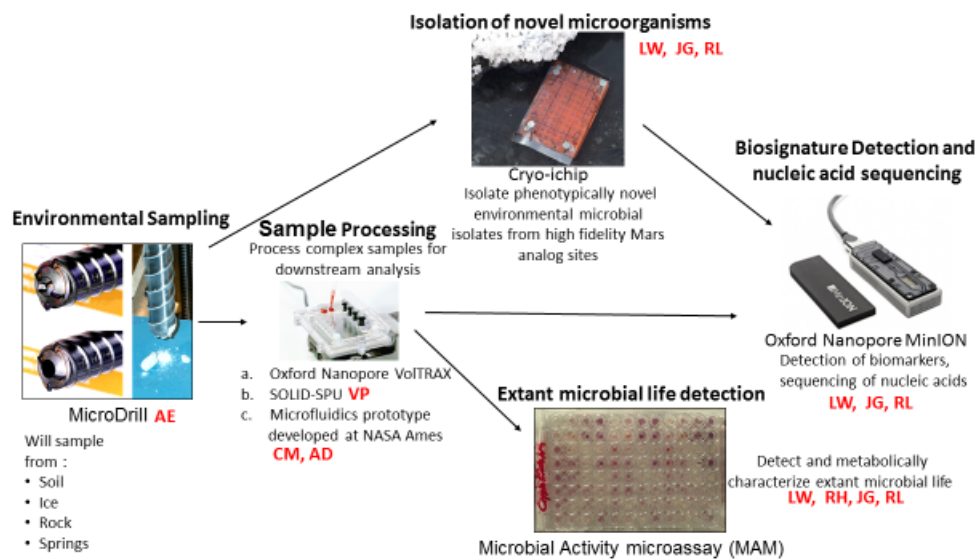 Isolation of novel microorganisms
LW, JG, RL
Cryo-ichip
Isolate phenotypically novel
environmental microbial
isolates from high fidelity Mars
analog sites
Biosignature Detection and
nucleic acid sequencing
MinION
Oxford Nanopore MinION
Detection of biomarkers,
sequencing of nucleic acids
LW, JG, RL
Environmental Sampling
MicroDrill AE
Will sample
from :
• Soil
• Ice
• Rock
• Springs
Sample Processing
Process complex samples for
downstream analysis
a. Oxford Nanopore VolTRAX
b. SOLID-SPU VP
c. Microfluidics prototype
developed at NASA Ames
CM, AD
Extant microbial life detection
Detect and metabolically
characterize extant microbial life
LW, RH, JG, RL
Microbial Activity microassay (MAM)